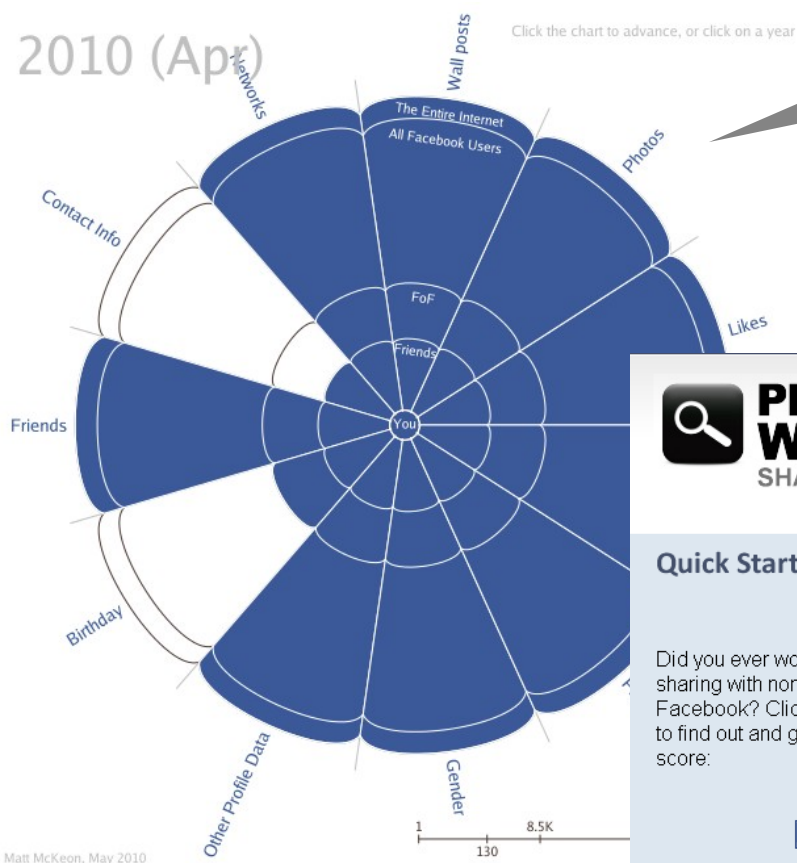 2010 (Apr)
Click the chart to advance, or click on a year
Networks
Wall posts
Photos
Contact Info
Likes
Friends
Birthday
Other Profile Data
Gender
The Entire Internet
All Facebook Users
FoF
Friends
You
1
130
8.5K
Matt McKeon, May 2010
SHA
Quick Start
Did you ever wo
sharing with nor
Facebook? Clic
to find out and g
score: